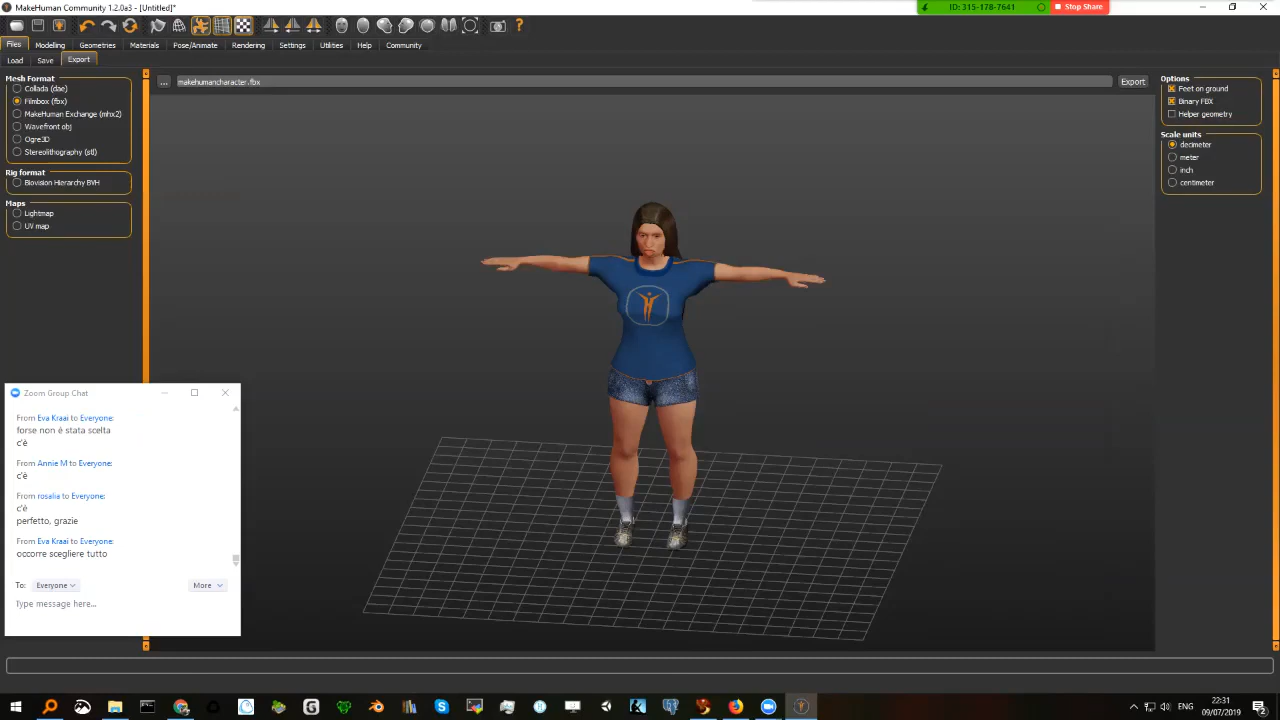 MakeHuman Community 1.2.0a3 - [Untitled]*
ID: 315-178-7641
Stop Share
Files
Modeling
Geometries
Materials
Pose/Animate
Rendering
Settings
Utilities
Help
Community
Load
Save
Export
Mesh Format
Collada (dae)
Filmbox (fbx)
MakeHuman Exchange (mhx2)
Wavefront obj
Ogre3D
Stereolithography (stl)
Rig format
Biovision Hierarchy BVH
Maps
Lightmap
UV map
...
makehumancharacter.fbx
Export
Options
Feet on ground
Binary FBX
Helper geometry
Scale units
decimeter
meter
inch
centimeter
Zoom Group Chat
From Eva Kraai to Everyone:
forse non é stata scelta
c'è
From Annie M to Everyone:
c'è
From rosalia to Everyone:
c'è
perfetto, grazie
From Eva Kraai to Everyone:
occorre scegliere tutto
To: Everyone
More
Type message here...
ENG
22:31
09/07/2019